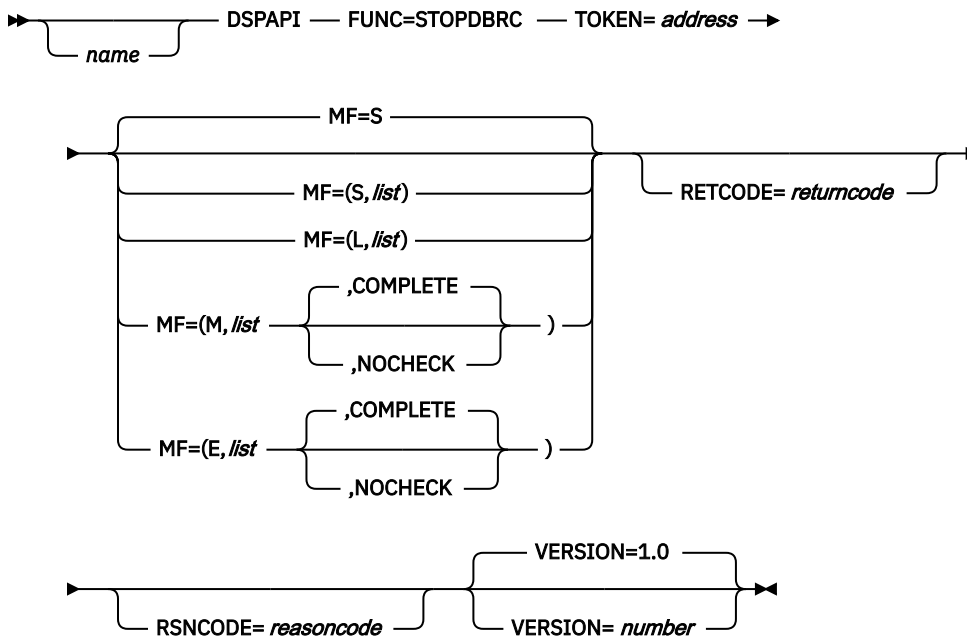 DSPAPI FUNC=STOPDBRC TOKEN= address
name
MF=S
MF=(S,list)
RETCODE= returncode
MF=(L,list)
,COMPLETE
MF=(M,list )
,NOCHECK
,COMPLETE
MF=(E,list )
,NOCHECK
VERSION=1.0
RSNCODE= reasoncode VERSION= number